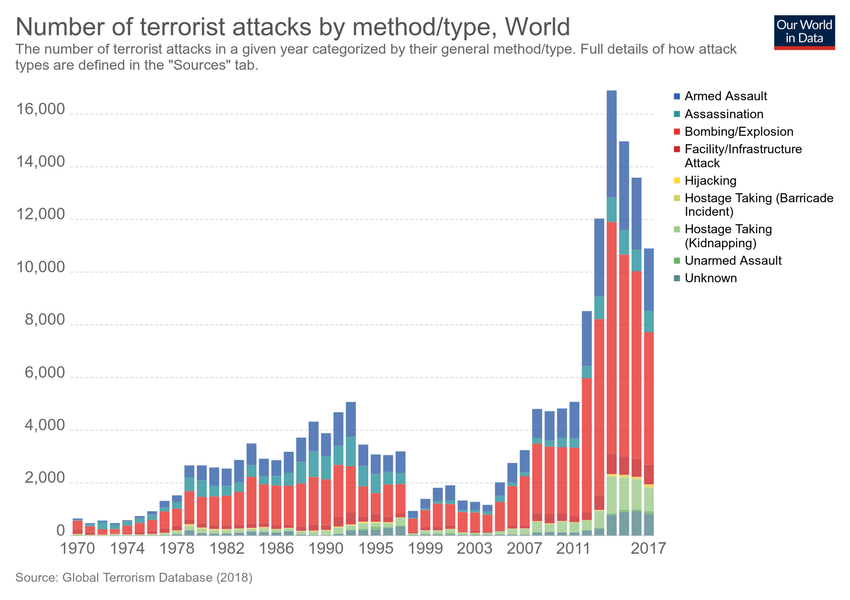 Number of terrorist attacks by method/type, World
Our World
in Data
The number of terrorist attacks in a given year categorized by their general method/type. Full details of how attack
types are defined in the "Sources" tab.
16,000
14,000
12,000
10,000
8,000
6,000
4,000
2,000
0
1970 1974 1978 1982 1986 1990 1995 1999 2003 2007 2011 2017
Armed Assault
Assassination
Bombing/Explosion
Facility/Infrastructure
Attack
Hijacking
Hostage Taking (Barricade
Incident)
Hostage Taking
(Kidnapping)
Unarmed Assault
Unknown
Source: Global Terrorism Database (2018)